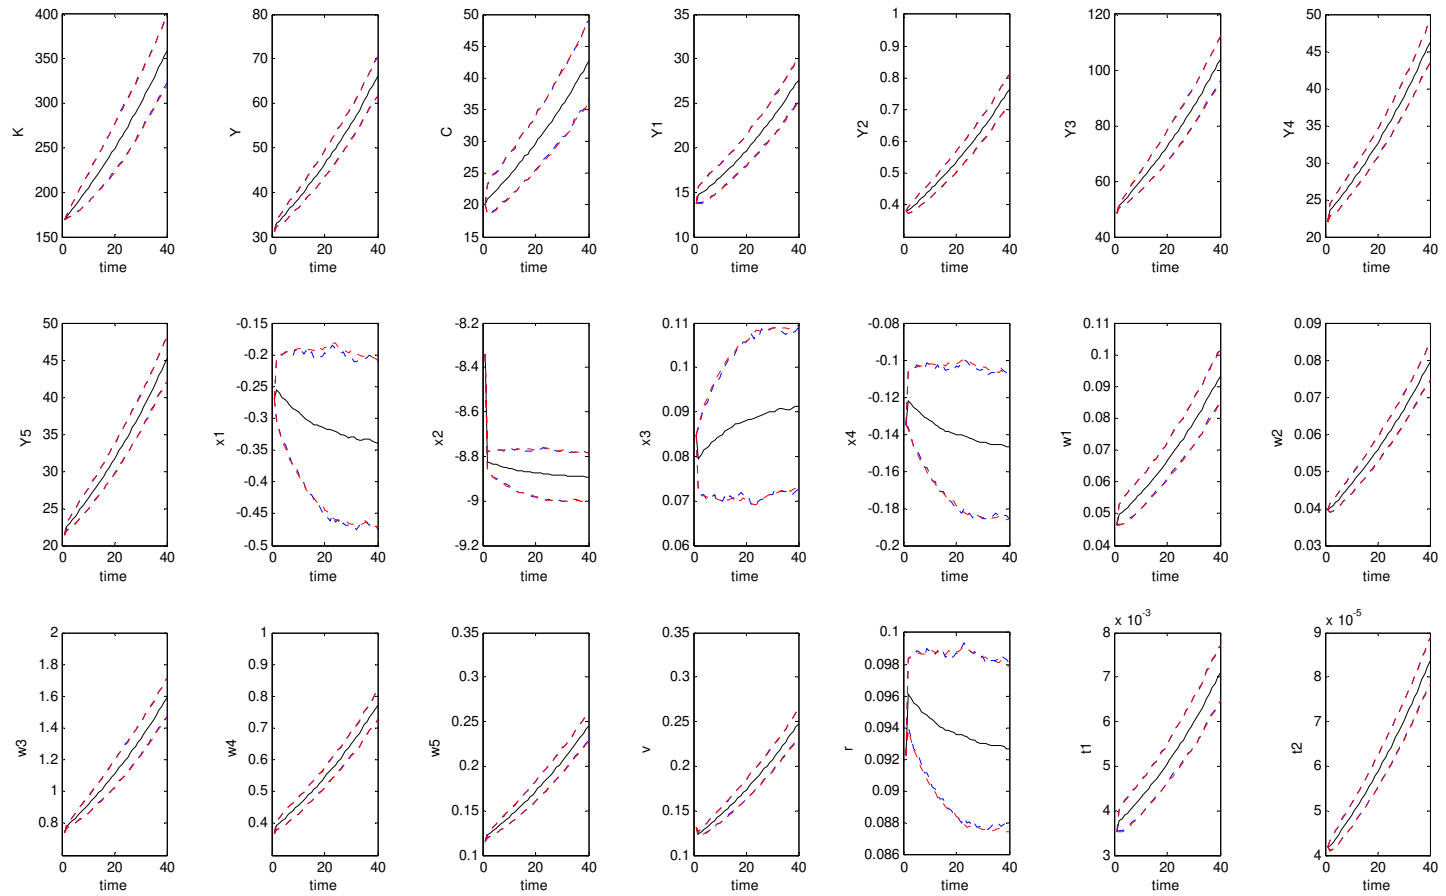 400
350
300
250
200
150
K
0 20 40
time
80
70
60
50
40
30
Y
0 20 40
time
50
45
40
35
30
25
20
15
C
0 20 40
time
35
30
25
20
15
10
Y1
0 20 40
time
1
0.9
0.8
0.7
0.6
0.5
0.4
Y2
0 20 40
time
120
100
80
60
40
Y3
0 20 40
time
50
45
40
35
30
25
20
Y4
0 20 40
time
50
45
40
35
30
25
20
Y5
0 20 40
time
-0.15
-0.2
-0.25
-0.3
-0.35
-0.4
-0.45
-0.5
x1
0 20 40
time
-8.2
-8.4
-8.6
-8.8
-9
-9.2
x2
0 20 40
time
0.11
0.1
0.09
0.08
0.07
0.06
x3
0 20 40
time
-0.08
-0.1
-0.12
-0.14
-0.16
-0.18
-0.2
x4
0 20 40
time
0.11
0.1
0.09
0.08
0.07
0.06
0.05
0.04
w1
0 20 40
time
0.09
0.08
0.07
0.06
0.05
0.04
0.03
w2
0 20 40
time
2
1.8
1.6
1.4
1.2
1
0.8
w3
0 20 40
time
1
0.9
0.8
0.7
0.6
0.5
0.4
w4
0 20 40
time
0.35
0.3
0.25
0.2
0.15
0.1
w5
0 20 40
time
0.35
0.3
0.25
0.2
0.15
0.1
v
0 20 40
time
0.1
0.098
0.096
0.094
0.092
0.09
0.088
0.086
r
0 20 40
time
x 10^-3
8
7
6
5
4
3
t1
0 20 40
time
x 10^-5
9
8
7
6
5
4
t2
0 20 40
time